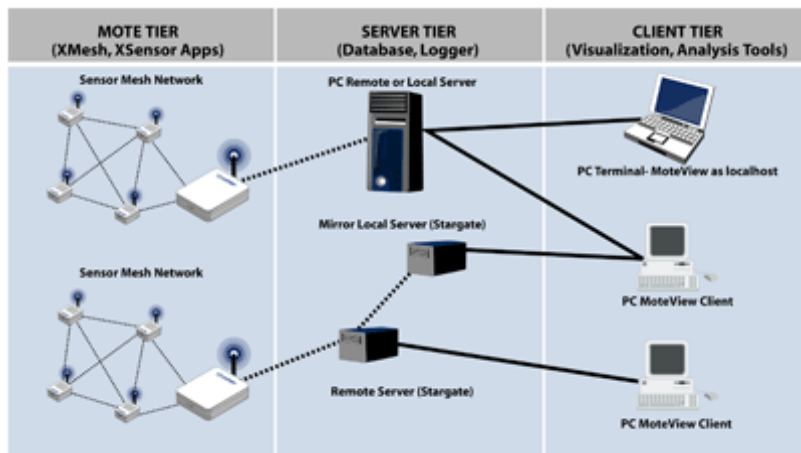 MOTE TIER
(XMesh, XSensor Apps)
SERVER TIER
(Database, Logger)
CLIENT TIER
(Visualization, Analysis Tools)
Sensor Mesh Network
PC Remote or Local Server
PC Terminal- MoteView as localhost
Mirror Local Server (Stargate)
Sensor Mesh Network
PC MoteView Client
Remote Server (Stargate)
PC MoteView Client